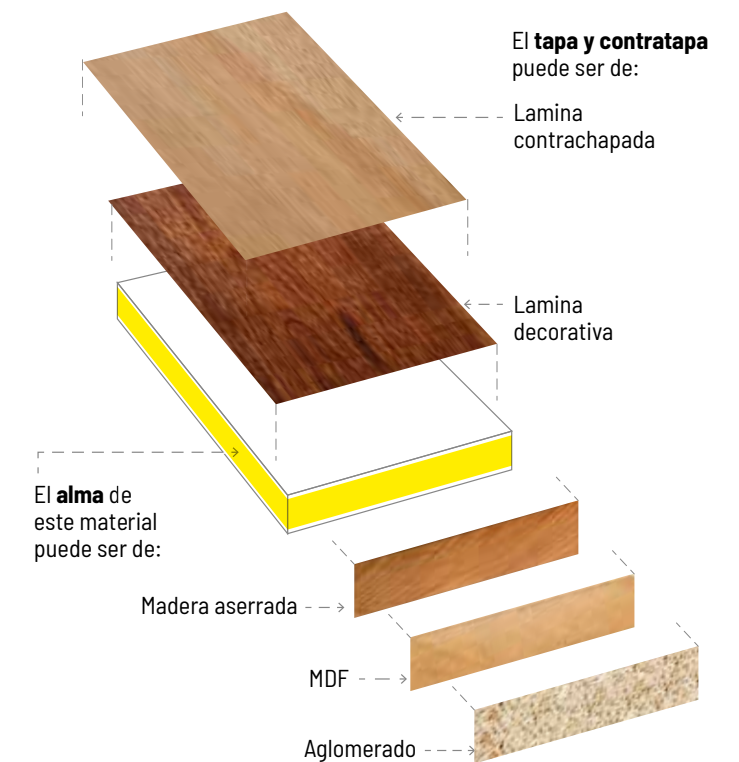 El tapa y contratapa
puede ser de:
Lamina
contrachapada
Lamina
decorativa
El alma de
este material
puede ser de:
Madera aserrada
MDF
Aglomerado